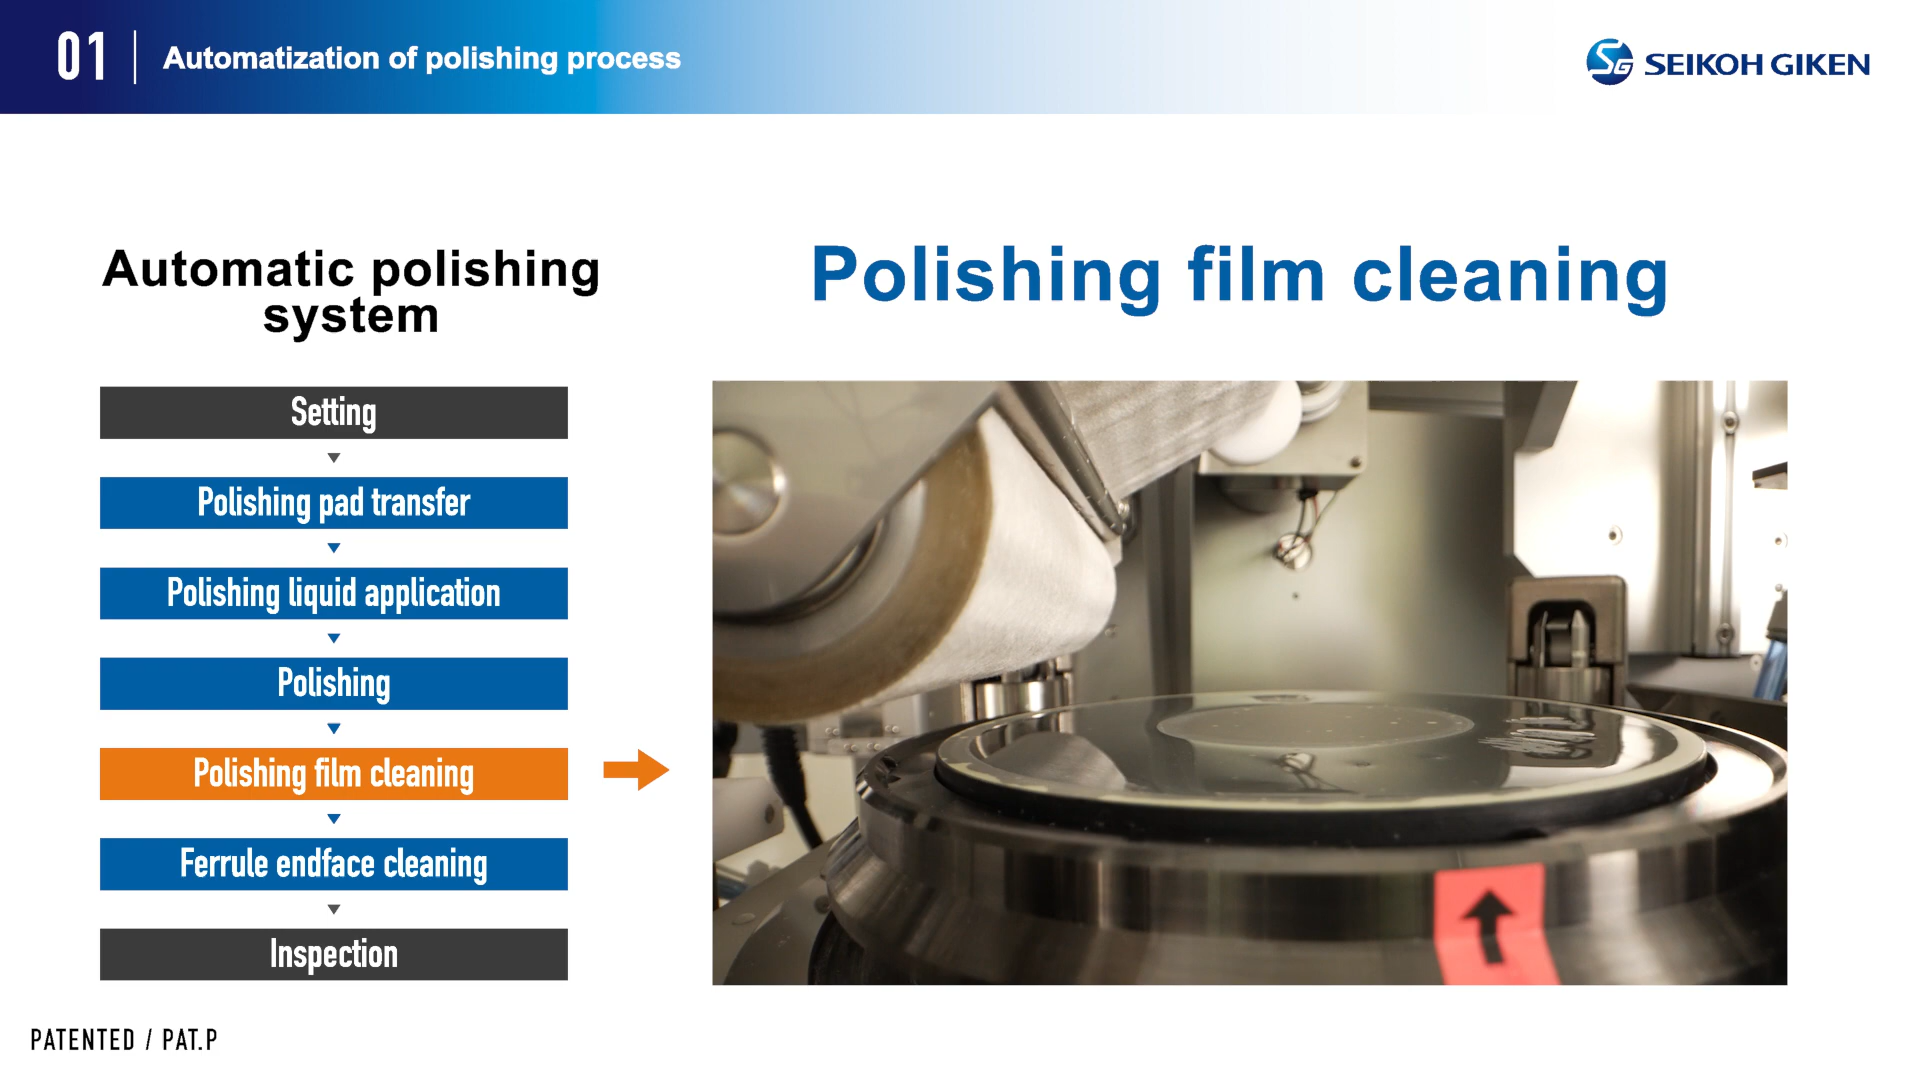 01
Automatization of polishing process
SG SEIKOH GIKEN
Automatic polishing
system
Polishing film cleaning
Setting
Polishing pad transfer
Polishing liquid application
Polishing
Polishing film cleaning
Ferrule endface cleaning
Inspection
PATENTED / PAT.P